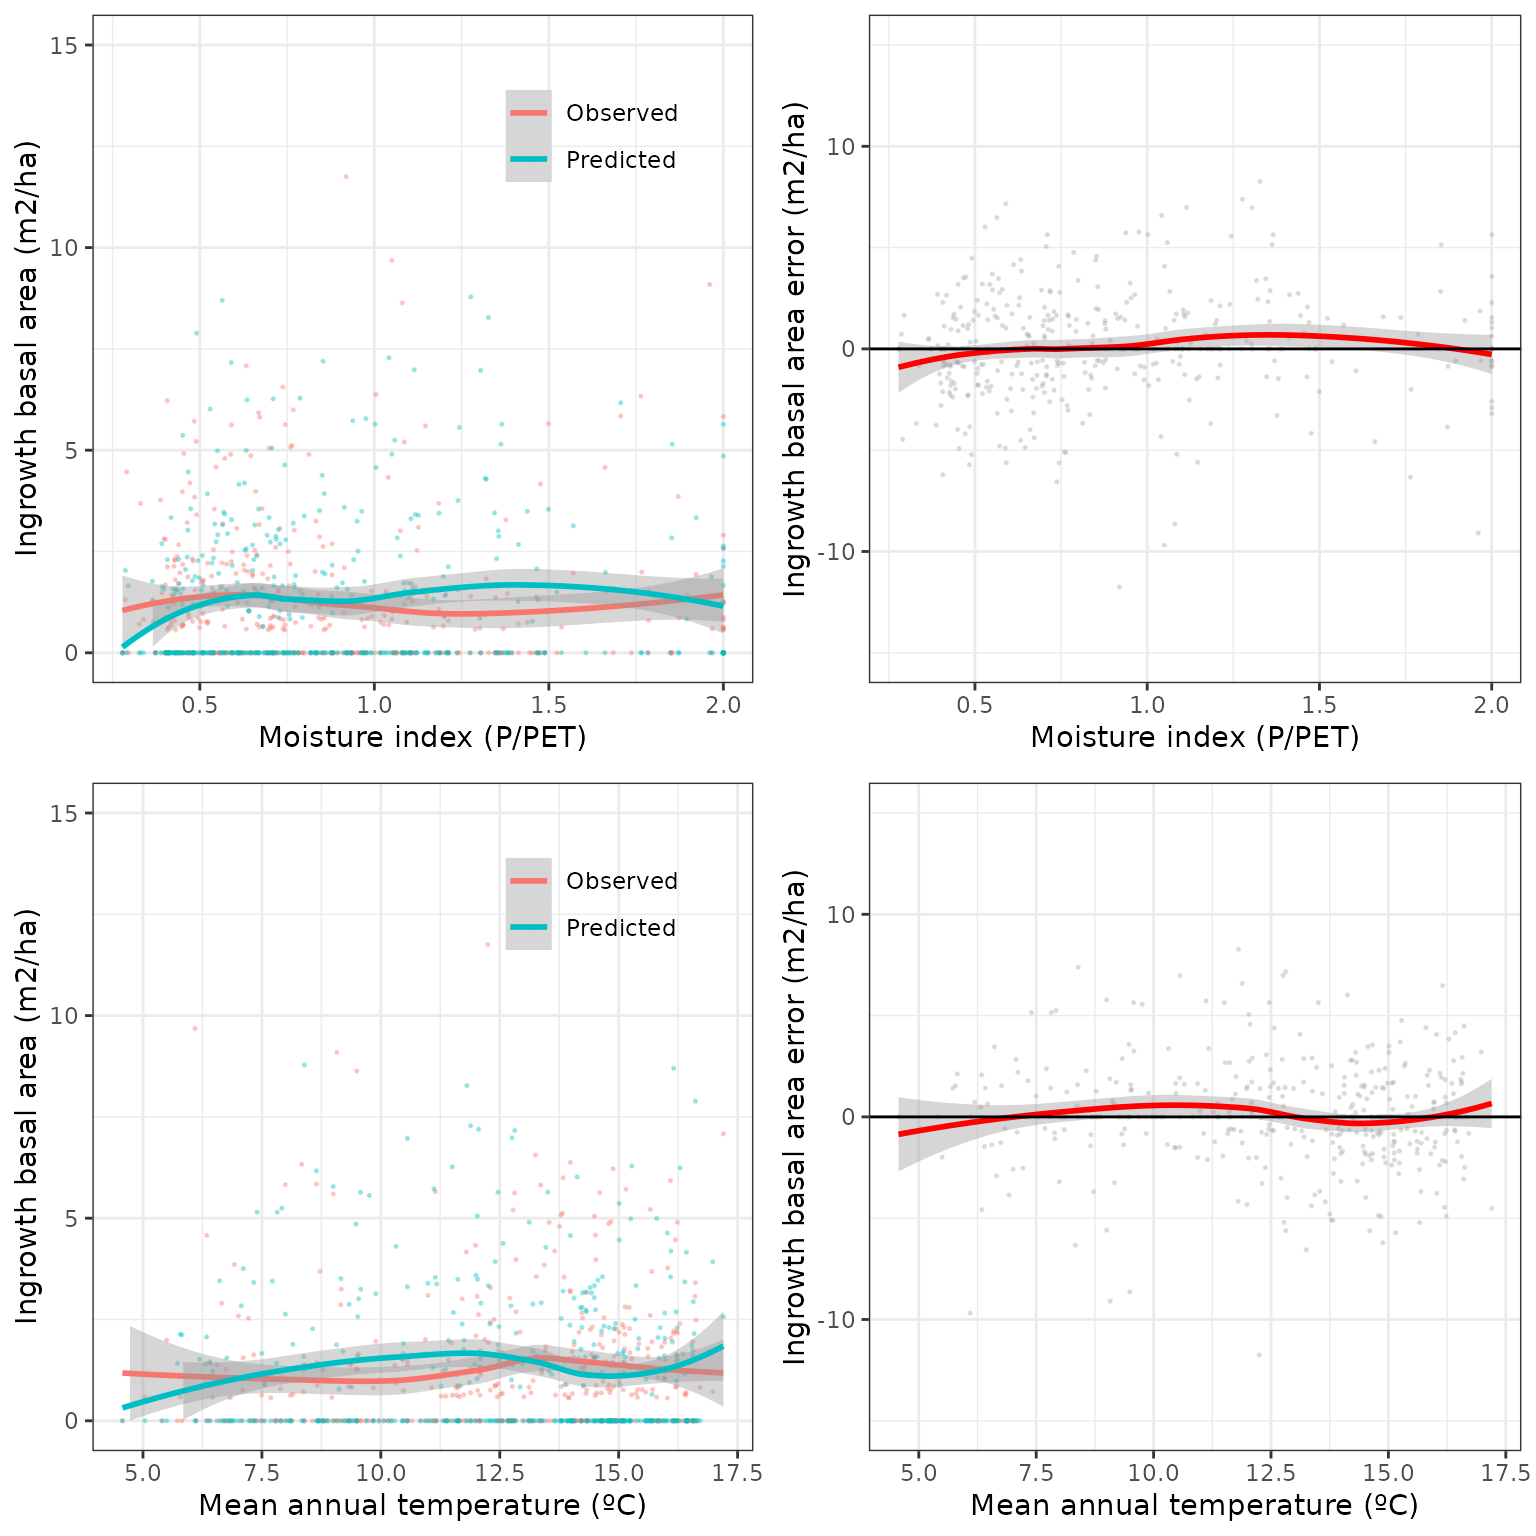 Ingrowth basal area (m2/ha)
15
10
5
0
Observed
Predicted
0.5 1.0 1.5 2.0
Moisture index (P/PET)
Ingrowth basal area error (m2/ha)
10
0
-10
0.5 1.0 1.5 2.0
Moisture index (P/PET)
Ingrowth basal area (m2/ha)
15
10
5
0
Observed
Predicted
5.0 7.5 10.0 12.5 15.0 17.5
Mean annual temperature (ºC)
Ingrowth basal area error (m2/ha)
10
0
-10
5.0 7.5 10.0 12.5 15.0 17.5
Mean annual temperature (ºC)